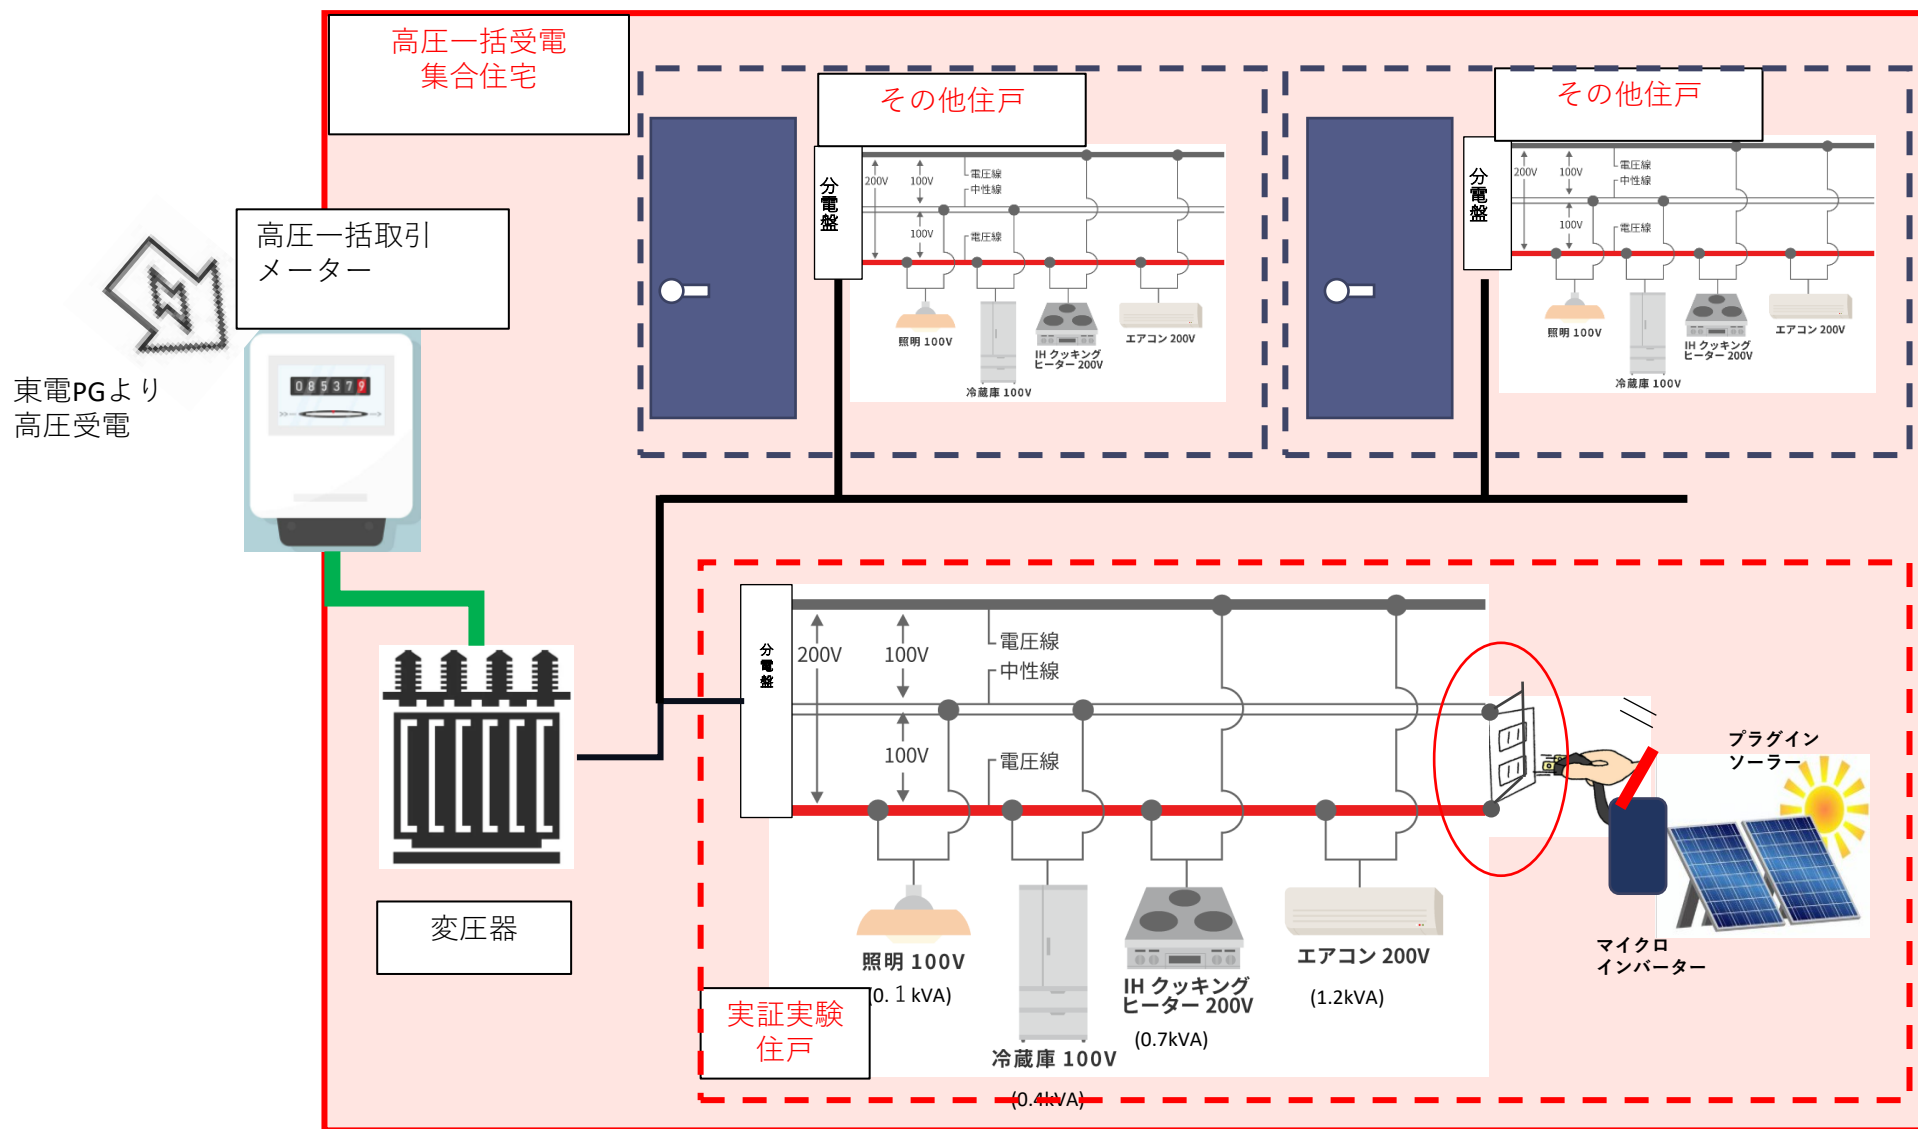 高圧一括受電
集合住宅
その他住戸
その他住戸
分電盤
200V
100V
電圧線
中性線
100V
電圧線
照明 100V
冷蔵庫 100V
IH クッキング
ヒーター 200V
エアコン 200V
分電盤
200V
100V
電圧線
中性線
100V
電圧線
照明 100V
冷蔵庫 100V
IH クッキング
ヒーター 200V
エアコン 200V
高圧一括取引
メーター
085379
東電PGより
高圧受電
変圧器
分電盤
200V
100V
電圧線
中性線
100V
電圧線
照明 100V
(0.１kVA)
冷蔵庫 100V
(0.4kVA)
IH クッキング
ヒーター 200V
(0.7kVA)
エアコン 200V
(1.2kVA)
プラグイン
ソーラー
マイクロ
インバーター
実証実験
住戸